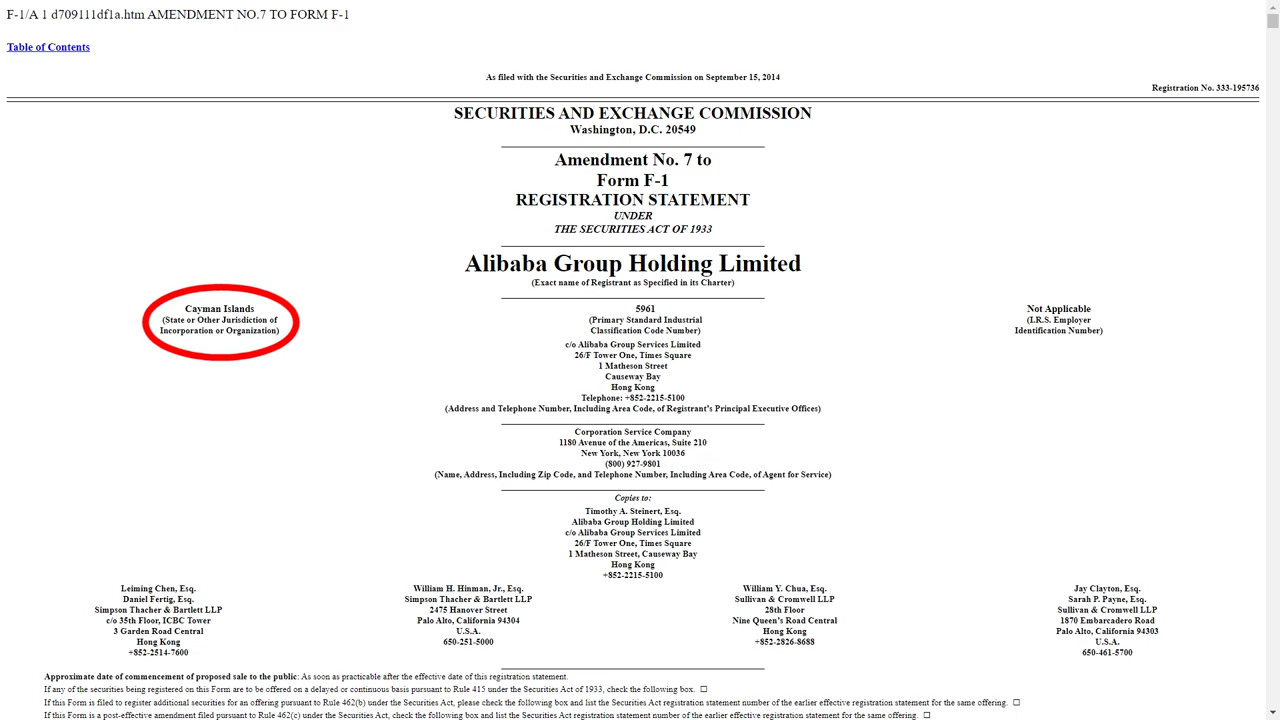 F-1/A 1 d709111df1a.htm AMENDMENT NO.7 TO FORM F-1
Table of Contents
As filed with the Securities and Exchange Commission on September 15, 2014
Registration No. 333-195736
SECURITIES AND EXCHANGE COMMISSION
Washington, D.C. 20549
Amendment No. 7 to
Form F-1
REGISTRATION STATEMENT
UNDER
THE SECURITIES ACT OF 1933
Alibaba Group Holding Limited
(Exact name of Registrant as Specified in its Charter)
Cayman Islands
(State or Other Jurisdiction of
Incorporation or Organization)
5961
(Primary Standard Industrial
Classification Code Number)
Not Applicable
(I.R.S. Employer
Identification Number)
c/o Alibaba Group Services Limited
26/F Tower One, Times Square
1 Matheson Street
Causeway Bay
Hong Kong
Telephone: +852-2215-5100
(Address and Telephone Number, Including Area Code, of Registrant's Principal Executive Offices)
Corporation Service Company
1180 Avenue of the Americas, Suite 210
New York, New York 10036
(800) 927-9801
(Name, Address, Including Zip Code, and Telephone Number, Including Area Code, of Agent for Service)
Copies to:
Timothy A. Steinert, Esq.
Alibaba Group Holding Limited
c/o Alibaba Group Services Limited
26/F Tower One, Times Square
1 Matheson Street, Causeway Bay
Hong Kong
+852-2215-5100
Leiming Chen, Esq.
Daniel Fertig, Esq.
Simpson Thacher & Bartlett LLP
c/o 35th Floor, ICBC Tower
3 Garden Road Central
Hong Kong
+852-2514-7600
William H. Hinman, Jr., Esq.
Simpson Thacher & Bartlett LLP
2475 Hanover Street
Palo Alto, California 94304
U.S.A.
650-251-5000
William Y. Chua, Esq.
Sullivan & Cromwell LLP
28th Floor
Nine Queen's Road Central
Hong Kong
+852-2826-8688
Jay Clayton, Esq.
Sarah P. Payne, Esq.
Sullivan & Cromwell LLP
1870 Embarcadero Road
Palo Alto, California 94303
U.S.A.
650-461-5700
Approximate date of commencement of proposed sale to the public: As soon as practicable after the effective date of this registration statement.
If any of the securities being registered on this Form are to be offered on a delayed or continuous basis pursuant to Rule 415 under the Securities Act of 1933, check the following box. ☐
If this Form is filed to register additional securities for an offering pursuant to Rule 462(b) under the Securities Act, please check the following box and list the Securities Act registration statement number of the earlier effective registration statement for the same offering. ☐
If this Form is a post-effective amendment filed pursuant to Rule 462(c) under the Securities Act, check the following box and list the Securities Act registration statement number of the earlier effective registration statement for the same offering. ☐